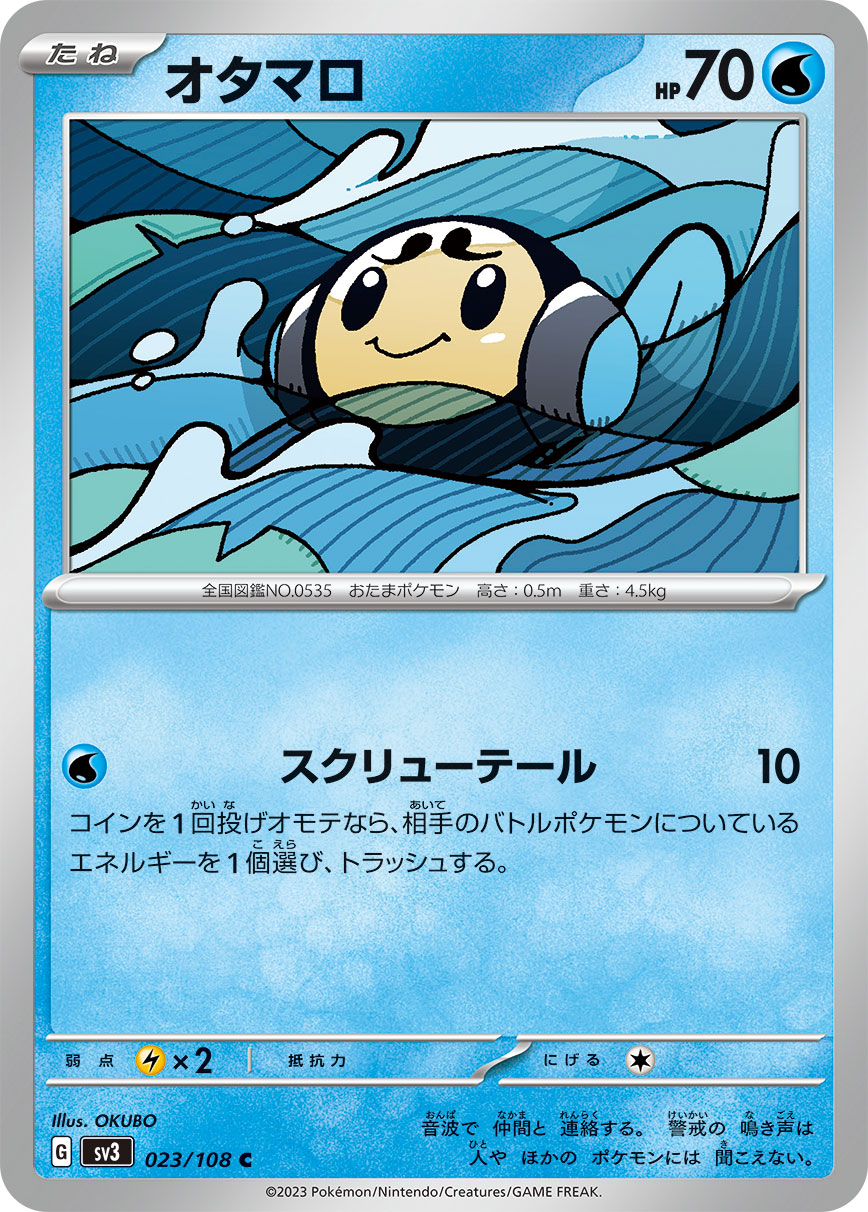 たね
オタマロ
HP 70
全国図鑑NO.0535 おたまポケモン 高さ:0.5m 重さ:4.5kg
スクリューテール 10
コインを1回投げオモテなら、相手のバトルポケモンについている
エネルギーを1個選び、トラッシュする。
弱点 ×2 抵抗力 にげる
Illus. OKUBO
音波で 仲間と 連絡する。 警戒の 鳴き声は
人や ほかの ポケモンには 聞こえない。
G sv3 023/108 C
©2023 Pokémon/Nintendo/Creatures/GAME FREAK.